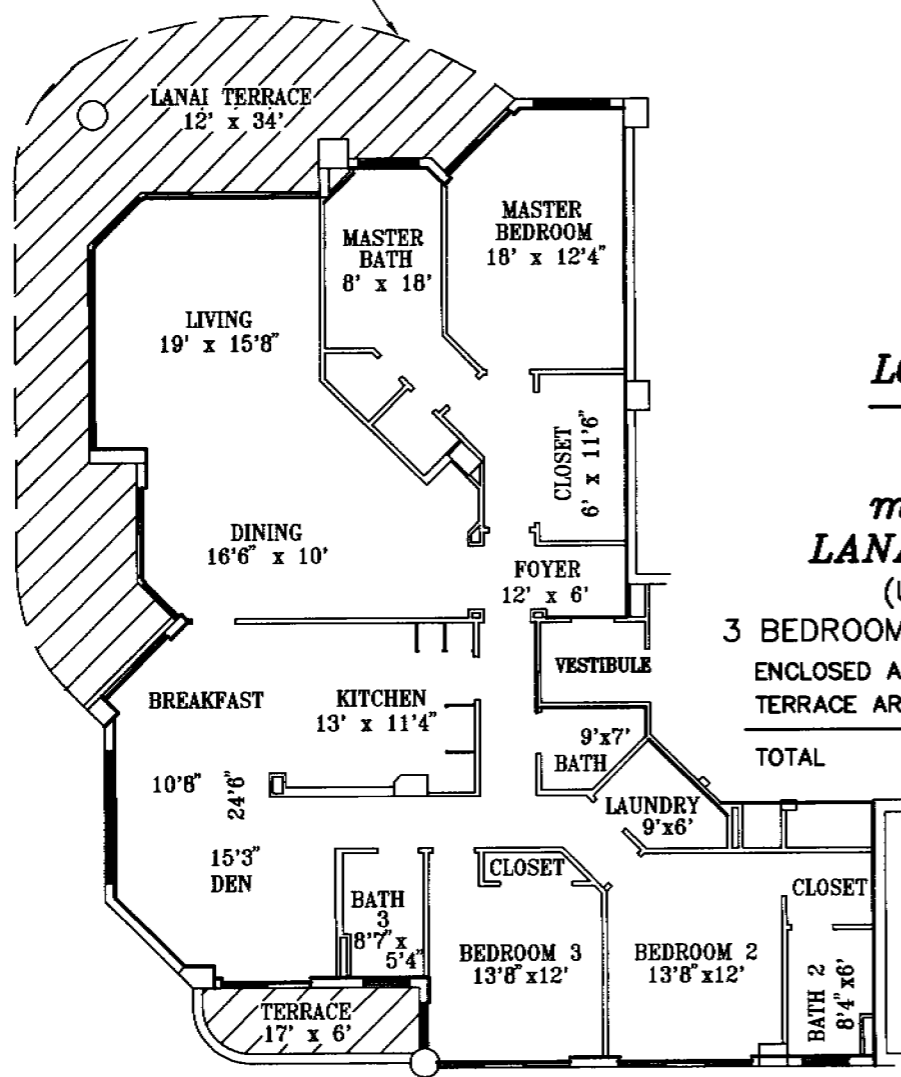 LANAI TERRACE
12' x 34'
MASTER
BEDROOM
18' x 12'4"
MASTER
BATH
8' x 18'
LIVING
19' x 15'8"
CLOSET
6' x 11'6"
DINING
16'6" x 10'
FOYER
12' x 6'
VESTIBULE
BREAKFAST
KITCHEN
13' x 11'4"
9'x7'
BATH
10'8"
24'6"
LAUNDRY
9'x6'
15'3"
DEN
CLOSET
CLOSET
BATH
3
8'7" x
5'4"
BEDROOM 3
13'8"x12'
BEDROOM 2
13'8"x12'
BATH 2
8'4"x6'
TERRACE
17' x 6'
m
LANA
(U
3 BEDROOM
ENCLOSED A
TERRACE AR
TOTAL